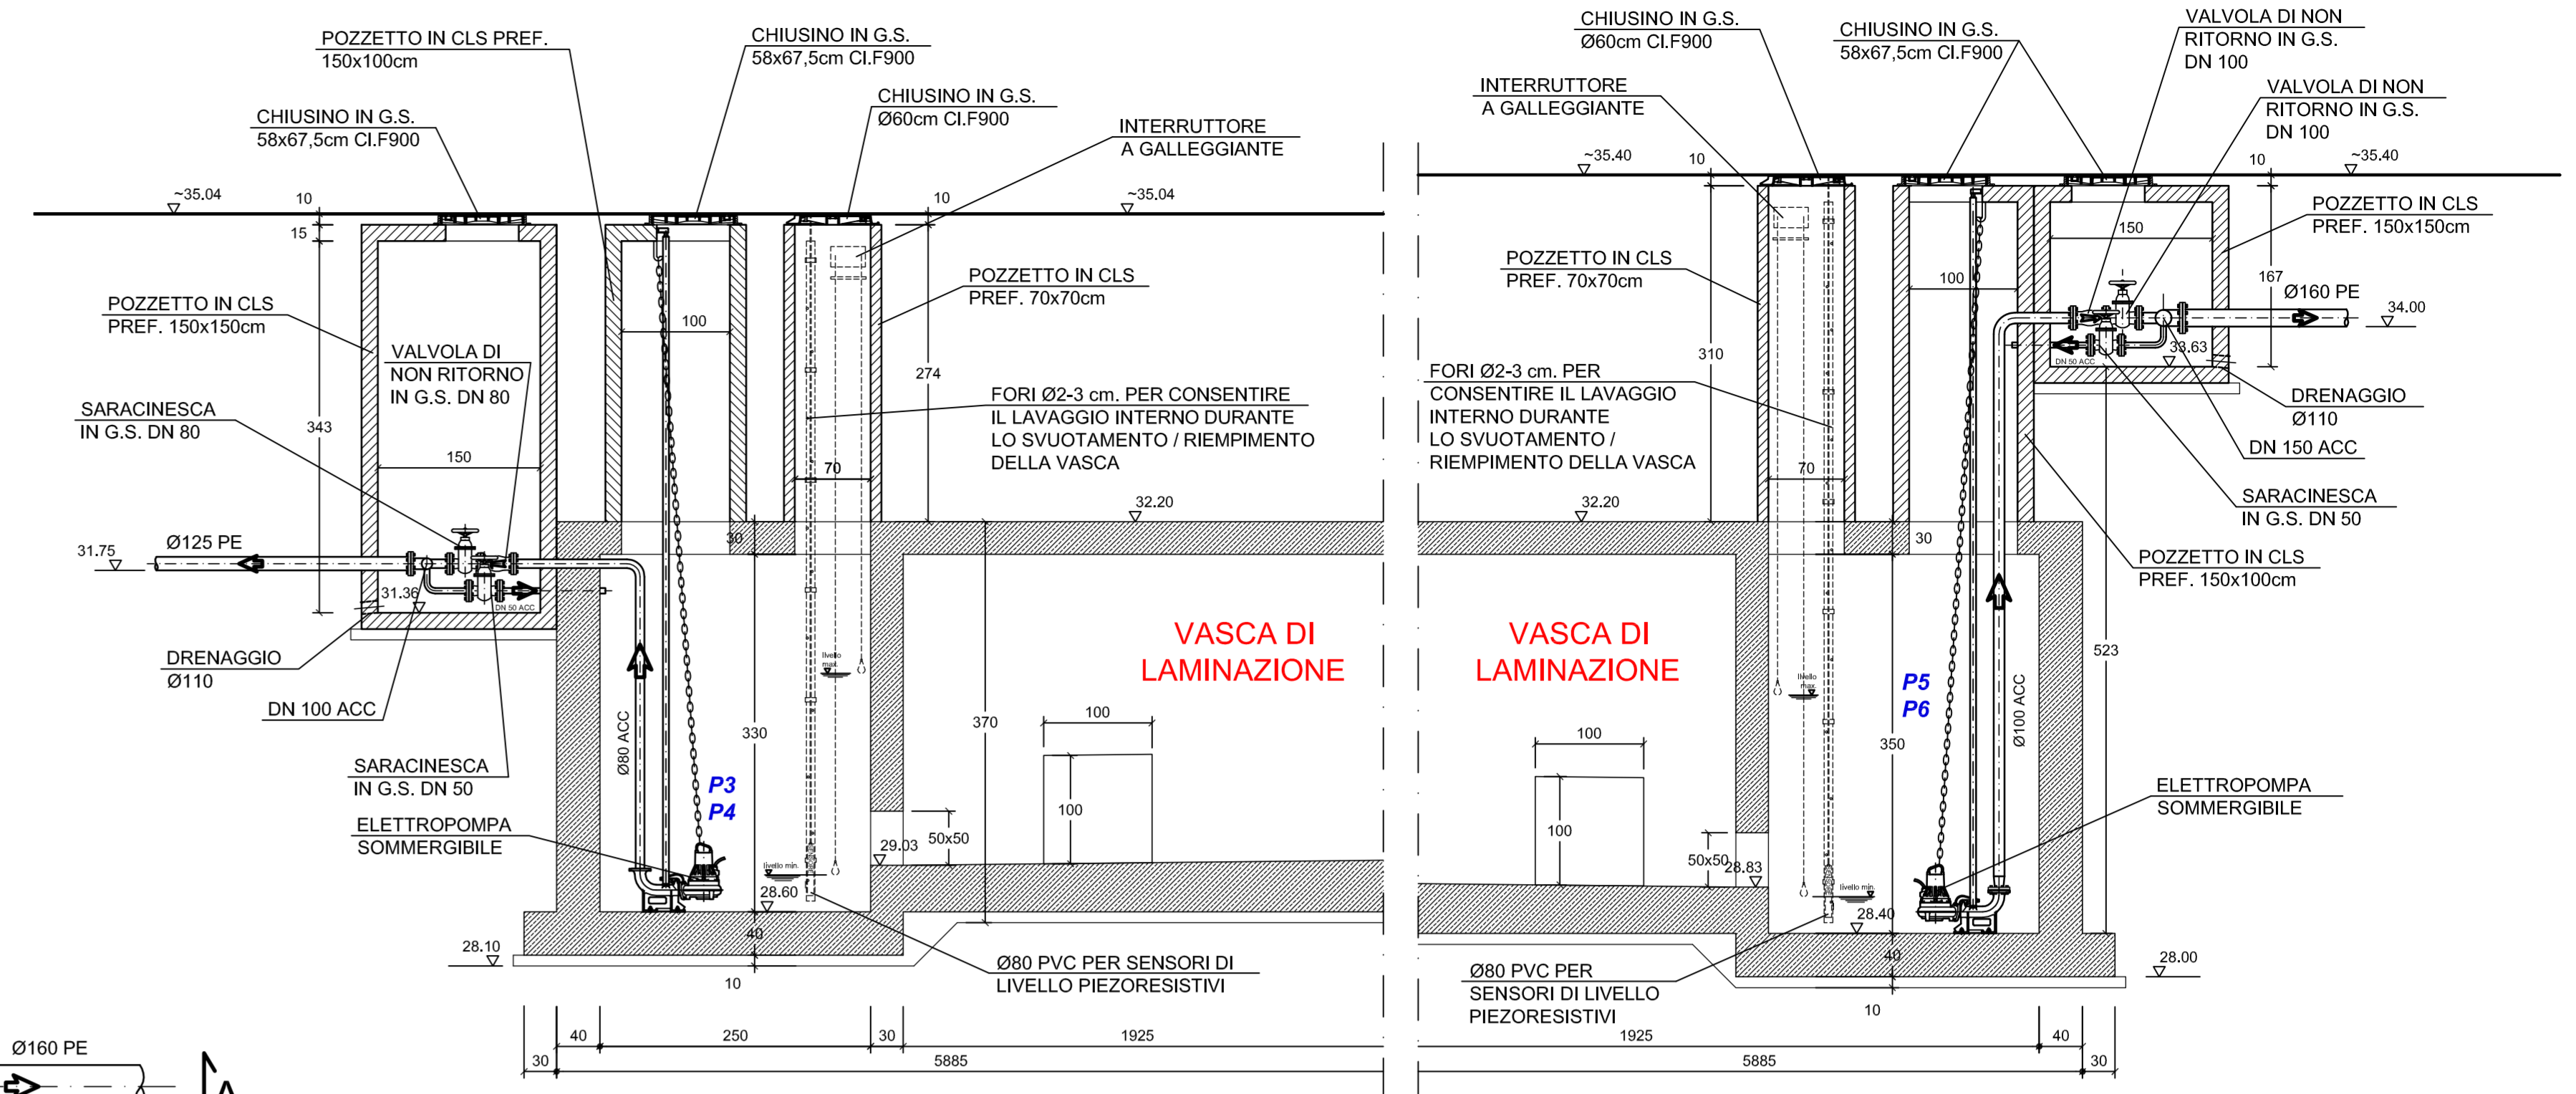 POZZETTO IN CLS PREF.
150x100cm
CHIUSINO IN G.S.
58x67,5cm Cl.F900
CHIUSINO IN G.S.
58x67,5cm Cl.F900
CHIUSINO IN G.S.
Ø60cm Cl.F900
INTERRUTTORE
A GALLEGGIANTE
~35.04
10
15
10
~35.04
POZZETTO IN CLS
PREF. 150x150cm
VALVOLA DI
NON RITORNO
IN G.S. DN 80
SARACINESCA
IN G.S. DN 80
343
150
100
POZZETTO IN CLS
PREF. 70x70cm
274
FORI Ø2-3 cm. PER CONSENTIRE
IL LAVAGGIO INTERNO DURANTE
LO SVUOTAMENTO / RIEMPIMENTO
DELLA VASCA
70
32.20
30
31.75
Ø125 PE
31.36
DN 50 ACC
DRENAGGIO
Ø110
DN 100 ACC
SARACINESCA
IN G.S. DN 50
ELETTROPOMPA
SOMMERGIBILE
Ø80 ACC
P3
P4
330
livello
max.
livello min.
28.60
370
VASCA DI
LAMINAZIONE
100
100
50x50
29.03
40
28.10
10
Ø80 PVC PER SENSORI DI
LIVELLO PIEZORESISTIVI
40
250
30
1925
30
5885
Ø160 PE
A
CHIUSINO IN G.S.
Ø60cm Cl.F900
CHIUSINO IN G.S.
58x67,5cm Cl.F900
VALVOLA DI NON
RITORNO IN G.S.
DN 100
VALVOLA DI NON
RITORNO IN G.S.
DN 100
INTERRUTTORE
A GALLEGGIANTE
~35.40
10
10
~35.40
POZZETTO IN CLS
PREF. 150x150cm
150
167
POZZETTO IN CLS
PREF. 70x70cm
100
Ø160 PE
34.00
310
33.63
DN 50 ACC
FORI Ø2-3 cm. PER
CONSENTIRE IL LAVAGGIO
INTERNO DURANTE
LO SVUOTAMENTO /
RIEMPIMENTO DELLA VASCA
70
DRENAGGIO
Ø110
DN 150 ACC
SARACINESCA
IN G.S. DN 50
32.20
30
POZZETTO IN CLS
PREF. 150x100cm
VASCA DI
LAMINAZIONE
523
livello
max.
P5
P6
Ø100 ACC
350
100
100
ELETTROPOMPA
SOMMERGIBILE
50x50
28.83
livello min.
28.40
40
28.00
10
Ø80 PVC PER
SENSORI DI LIVELLO
PIEZORESISTIVI
1925
40
5885
30